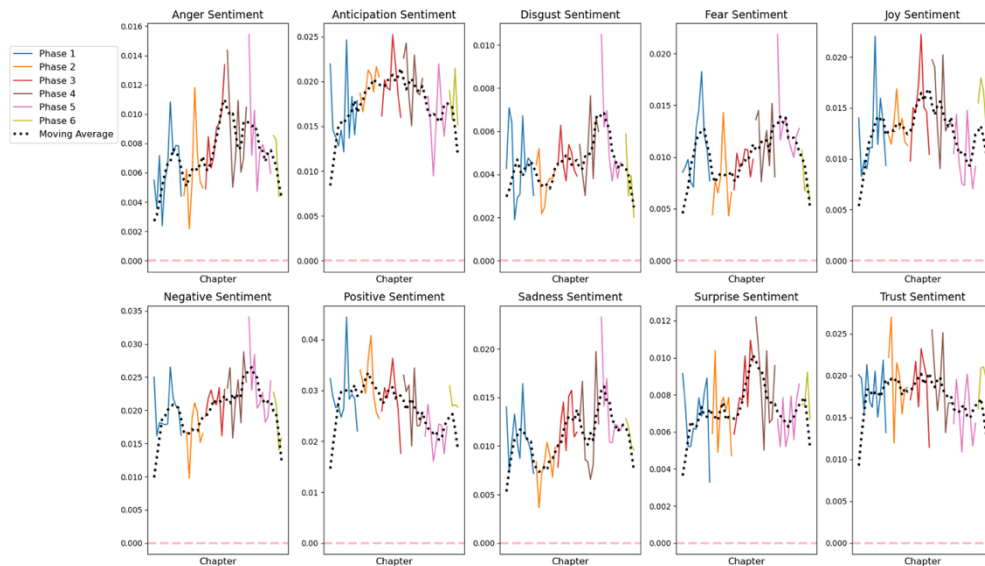 Phase 1
Phase 2
Phase 3
Phase 4
Phase 5
Phase 6
Moving Average
Anger Sentiment
0.016
0.014
0.012
0.010
0.008
0.006
0.004
0.002
0.000
Chapter
Anticipation Sentiment
0.025
0.020
0.015
0.010
0.005
0.000
Chapter
Disgust Sentiment
0.010
0.008
0.006
0.004
0.002
0.000
Chapter
Fear Sentiment
0.020
0.015
0.010
0.005
0.000
Chapter
Joy Sentiment
0.020
0.015
0.010
0.005
0.000
Chapter
Negative Sentiment
0.035
0.030
0.025
0.020
0.015
0.010
0.005
0.000
Chapter
Positive Sentiment
0.04
0.03
0.02
0.01
0.00
Chapter
Sadness Sentiment
0.020
0.015
0.010
0.005
0.000
Chapter
Surprise Sentiment
0.012
0.010
0.008
0.006
0.004
0.002
0.000
Chapter
Trust Sentiment
0.025
0.020
0.015
0.010
0.005
0.000
Chapter